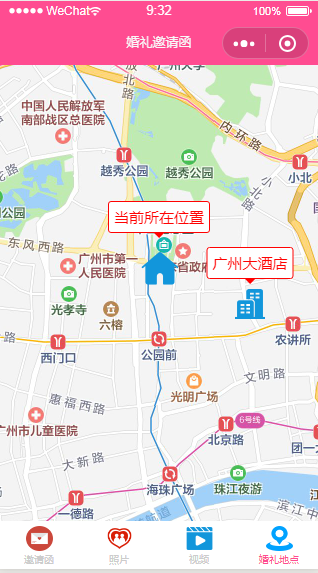 WeChat
9:32
100%
婚礼邀请函
内环路
中国人民解放军
南部战区总医院
越秀公园
越秀公园
小北
小北路
当前所在位置
东风西路
广州市第一
人民医院
省政府
广州大酒店
光孝寺
六榕
西门口
公园前
农讲所
文明路
光明广场
惠福西路
6号线
广州市儿童医院
北京路
团一大
大新路
海珠广场
珠江夜游
一德路
滨江中
邀请函
照片
视频
婚礼地点